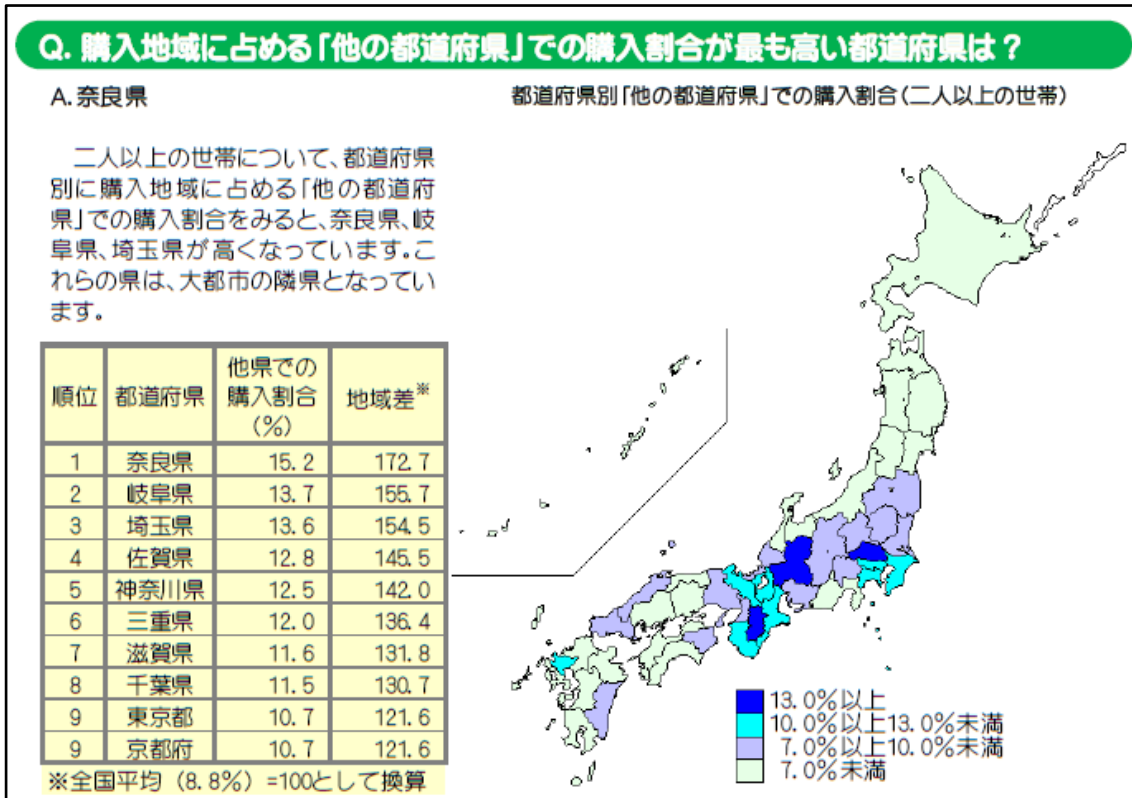 Q. 購入地域に占める「他の都道府県」での購入割合が最も高い都道府県は？
A. 奈良県
都道府県別「他の都道府県」での購入割合（二人以上の世帯）
二人以上の世帯について、都道府県
別に購入地域に占める「他の都道府
県」での購入割合をみると、奈良県、岐
阜県、埼玉県が高くなっています。こ
れらの県は、大都市の隣県となってい
ます。
順位 都道府県 他県での購入割合（%） 地域差※
1 奈良県 15.2 172.7
2 岐阜県 13.7 155.7
3 埼玉県 13.6 154.5
4 佐賀県 12.8 145.5
5 神奈川県 12.5 142.0
6 三重県 12.0 136.4
7 滋賀県 11.6 131.8
8 千葉県 11.5 130.7
9 東京都 10.7 121.6
9 京都府 10.7 121.6
※全国平均（8.8%）=100として換算
13.0%以上
10.0%以上13.0%未満
7.0%以上10.0%未満
7.0%未満